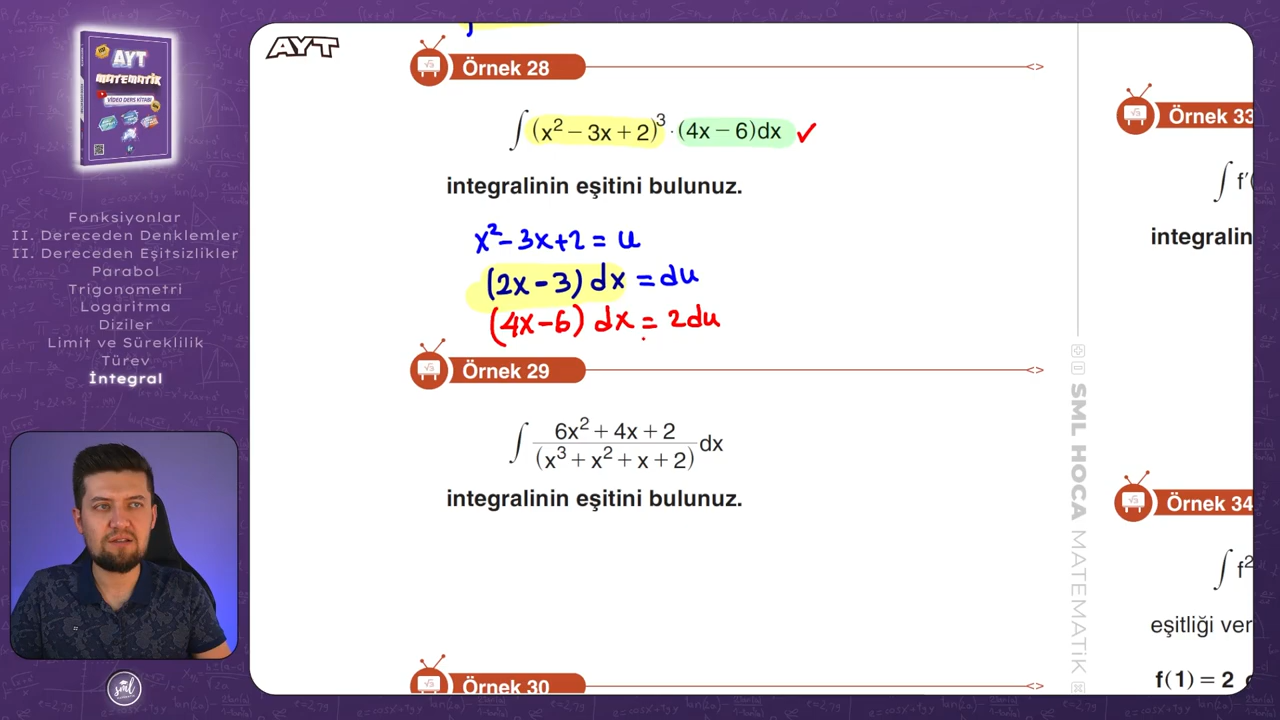 AYT
MATEMATİK
VİDEO DERS KİTABI
Fonksiyonlar
II. Dereceden Denklemler
II. Dereceden Eşitsizlikler
Parabol
Trigonometri
Logaritma
Diziler
Limit ve Süreklilik
Türev
İntegral
sml
AYT
Örnek 28
∫ (x² − 3x + 2)³ · (4x − 6)dx ✓
integralinin eşitini bulunuz.
x² − 3x + 2 = u
(2x − 3) dx = du
(4x − 6) dx = 2du
Örnek 29
∫ (6x² + 4x + 2)/(x³ + x² + x + 2) dx
integralinin eşitini bulunuz.
Örnek 30
SML HOCA MATEMATİK
Örnek 33
∫ f′(
integralin
Örnek 34
∫ f²
eşitliği ver
f(1) = 2